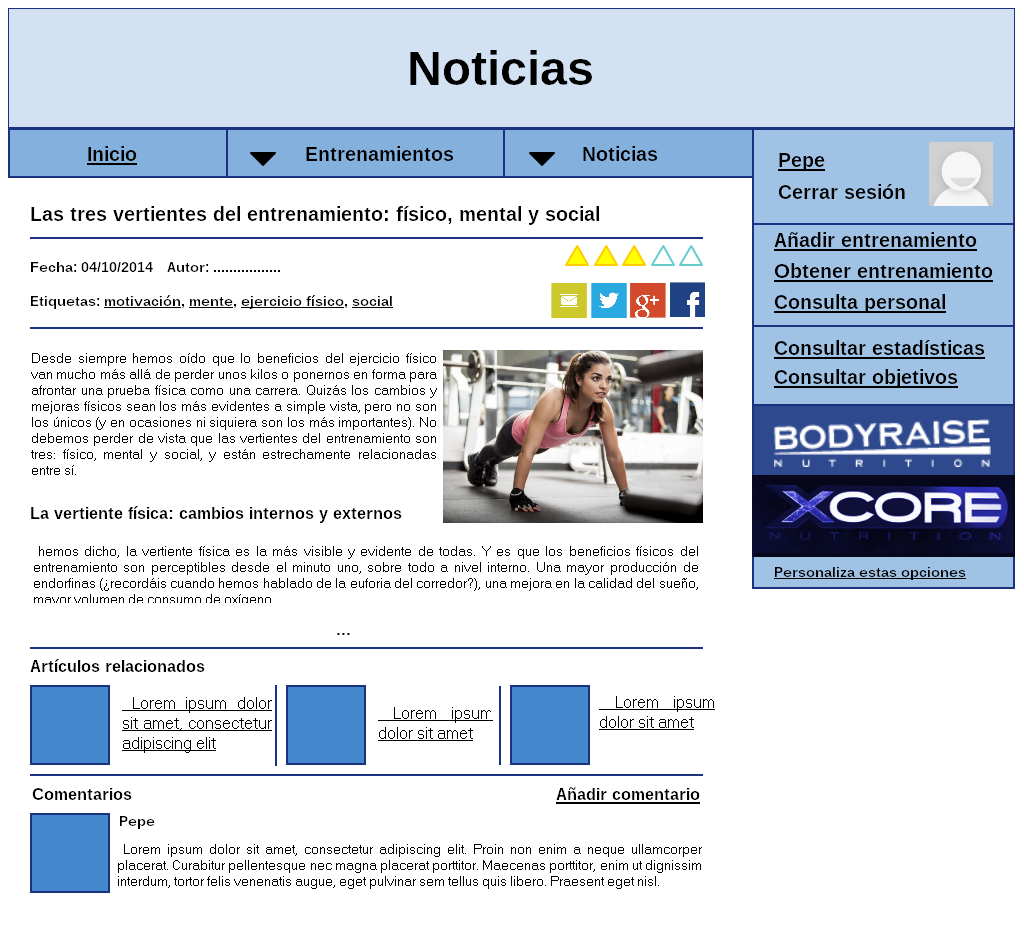 Noticias
Inicio
Entrenamientos
Noticias
Pepe
Cerrar sesión
Las tres vertientes del entrenamiento: físico, mental y social
Fecha: 04/10/2014 Autor: .................
Etiquetas: motivación, mente, ejercicio físico, social
g+
f
Desde siempre hemos oído que lo beneficios del ejercicio físico
van mucho más allá de perder unos kilos o ponernos en forma para
afrontar una prueba física como una carrera. Quizás los cambios y
mejoras físicos sean los más evidentes a simple vista, pero no son
los únicos (y en ocasiones ni siquiera son los más importantes). No
debemos perder de vista que las vertientes del entrenamiento son
tres: físico, mental y social, y están estrechamente relacionadas
entre sí.
La vertiente física: cambios internos y externos
hemos dicho, la vertiente física es la más visible y evidente de todas. Y es que los beneficios físicos del
entrenamiento son perceptibles desde el minuto uno, sobre todo a nivel interno. Una mayor producción de
endorfinas (¿recordáis cuando hemos hablado de la euforia del corredor?), una mejora en la calidad del sueño,
mayor volumen de consumo de oxígeno
...
Artículos relacionados
Lorem ipsum dolor
sit amet, consectetur
adipiscing elit
Lorem ipsum
dolor sit amet
Lorem ipsum
dolor sit amet
Comentarios
Añadir comentario
Pepe
Lorem ipsum dolor sit amet, consectetur adipiscing elit. Proin non enim a neque ullamcorper
placerat. Curabitur pellentesque nec magna placerat porttitor. Maecenas porttitor, enim ut dignissim
interdum, tortor felis venenatis augue, eget pulvinar sem tellus quis libero. Praesent eget nisl.
Añadir entrenamiento
Obtener entrenamiento
Consulta personal
Consultar estadísticas
Consultar objetivos
BODYRAISE
NUTRITION
XCORE
NUTRITION
Personaliza estas opciones